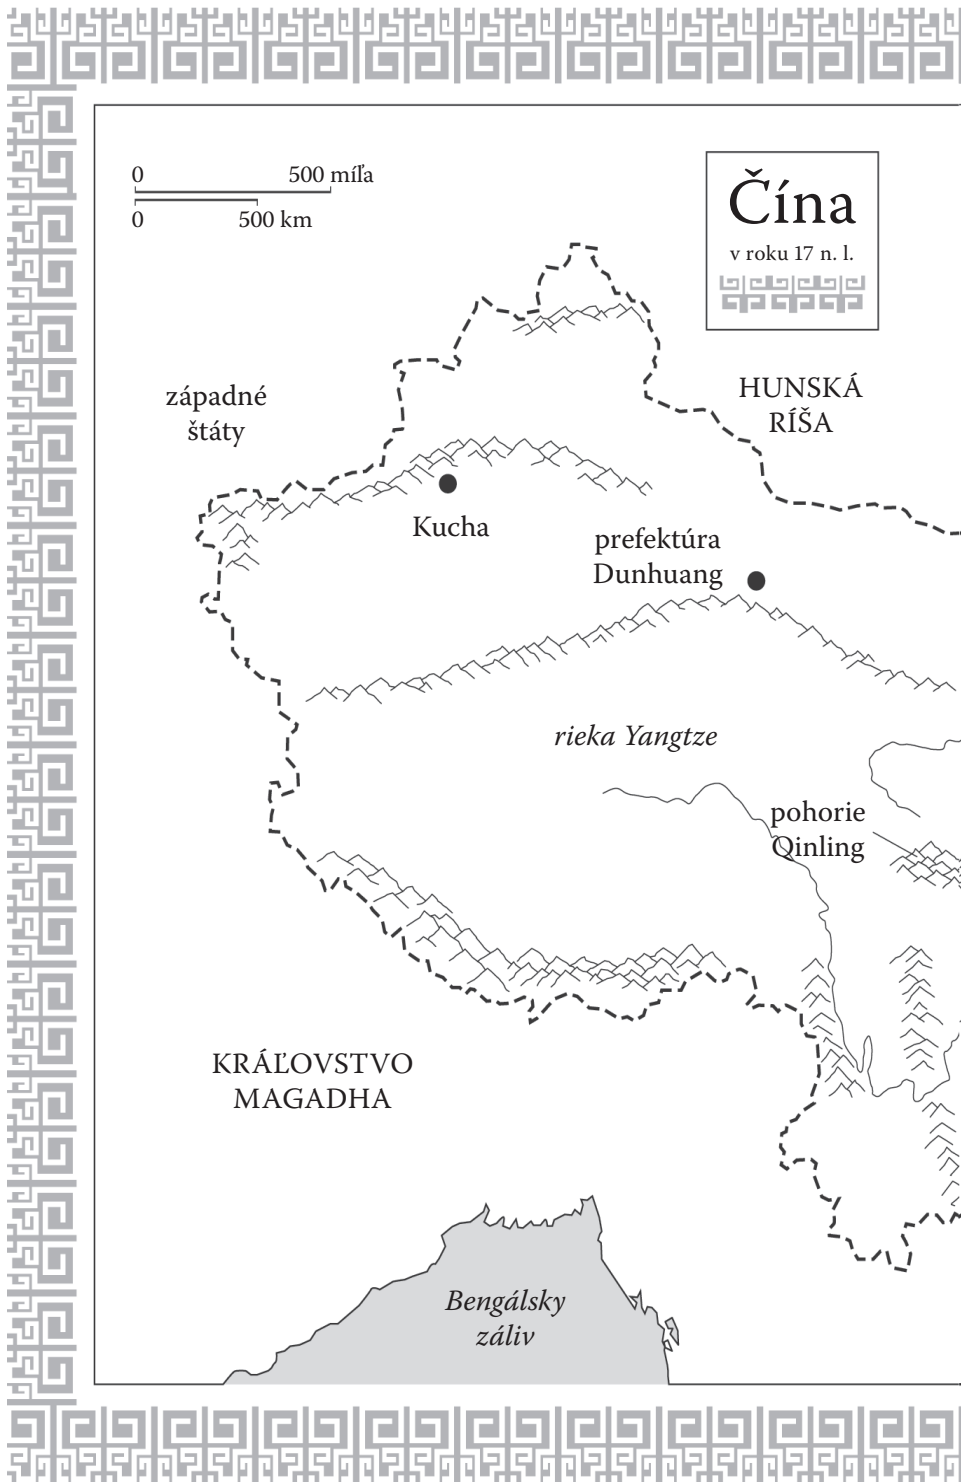 0 500 míľa
0 500 km
Čína
v roku 17 n. l.
západné
štáty
HUNSKÁ
RÍŠA
Kucha
prefektúra
Dunhuang
rieka Yangtze
pohorie
Qinling
KRÁĽOVSTVO
MAGADHA
Bengálsky
záliv